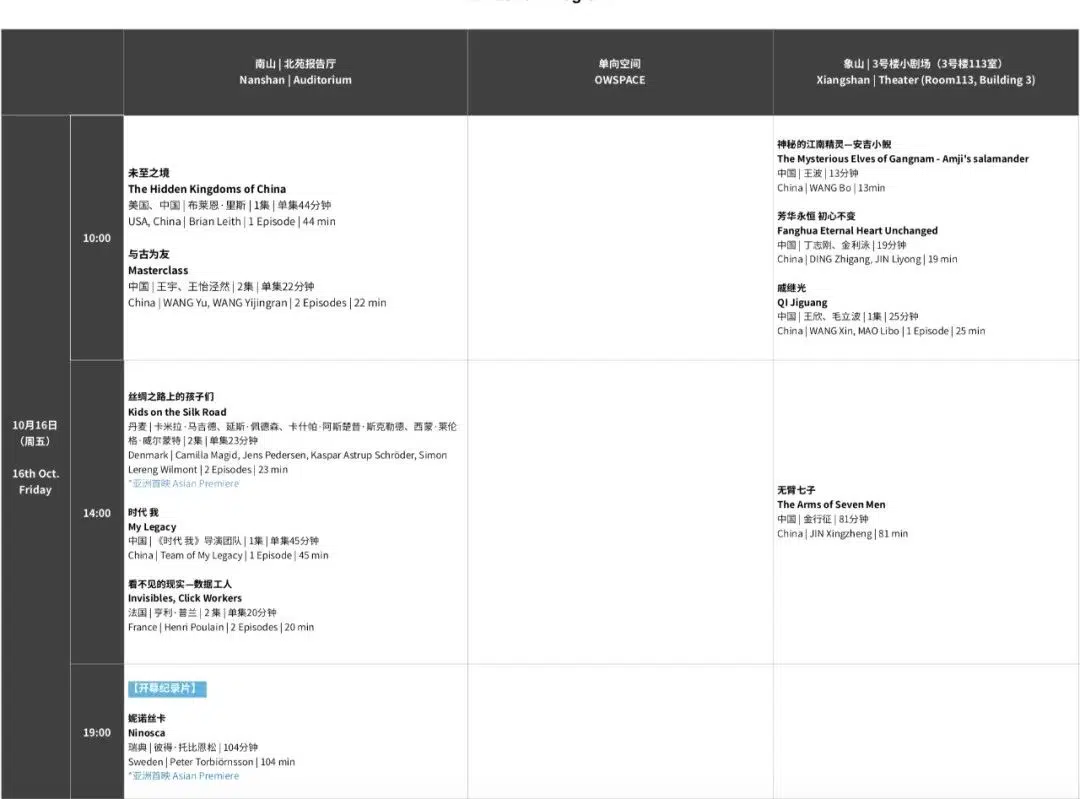 南山 | 北苑报告厅
Nanshan | Auditorium
单向空间
OWSPACE
象山 | 3号楼小剧场（3号楼113室）
Xiangshan | Theater (Room113, Building 3)
10月16日
（周五）
16th Oct.
Friday
10:00
未至之境
The Hidden Kingdoms of China
美国、中国 | 布莱恩·里斯 | 1集 | 单集44分钟
USA, China | Brian Leith | 1 Episode | 44 min
与古为友
Masterclass
中国 | 王宇、王怡泾然 | 2集 | 单集22分钟
China | WANG Yu, WANG Yijingran | 2 Episodes | 22 min
神秘的江南精灵—安吉小鲵
The Mysterious Elves of Gangnam - Amji's salamander
中国 | 王波 | 13分钟
China | WANG Bo | 13min
芳华永恒 初心不变
Fanghua Eternal Heart Unchanged
中国 | 丁志刚、金利泳 | 19分钟
China | DING Zhigang, JIN Liyong | 19 min
戚继光
QI Jiguang
中国 | 王欣、毛立波 | 1集 | 25分钟
China | WANG Xin, MAO Libo | 1 Episode | 25 min
14:00
丝绸之路上的孩子们
Kids on the Silk Road
丹麦 | 卡米拉·马吉德、延斯·佩德森、卡什帕·阿斯楚普·斯克勒德、西蒙·莱伦
格·威尔蒙特 | 2集 | 单集23分钟
Denmark | Camilla Magid, Jens Pedersen, Kaspar Astrup Schröder, Simon
Lereng Wilmont | 2 Episodes | 23 min
*亚洲首映 Asian Premiere
时代 我
My Legacy
中国 | 《时代 我》导演团队 | 1集 | 单集45分钟
China | Team of My Legacy | 1 Episode | 45 min
看不见的现实—数据工人
Invisibles, Click Workers
法国 | 亨利·普兰 | 2 集 | 单集20分钟
France | Henri Poulain | 2 Episodes | 20 min
无臂七子
The Arms of Seven Men
中国 | 金行征 | 81分钟
China | JIN Xingzheng | 81 min
19:00
【开幕纪录片】
妮诺丝卡
Ninosca
瑞典 | 彼得·托比恩松 | 104分钟
Sweden | Peter Torbiörnsson | 104 min
*亚洲首映 Asian Premiere